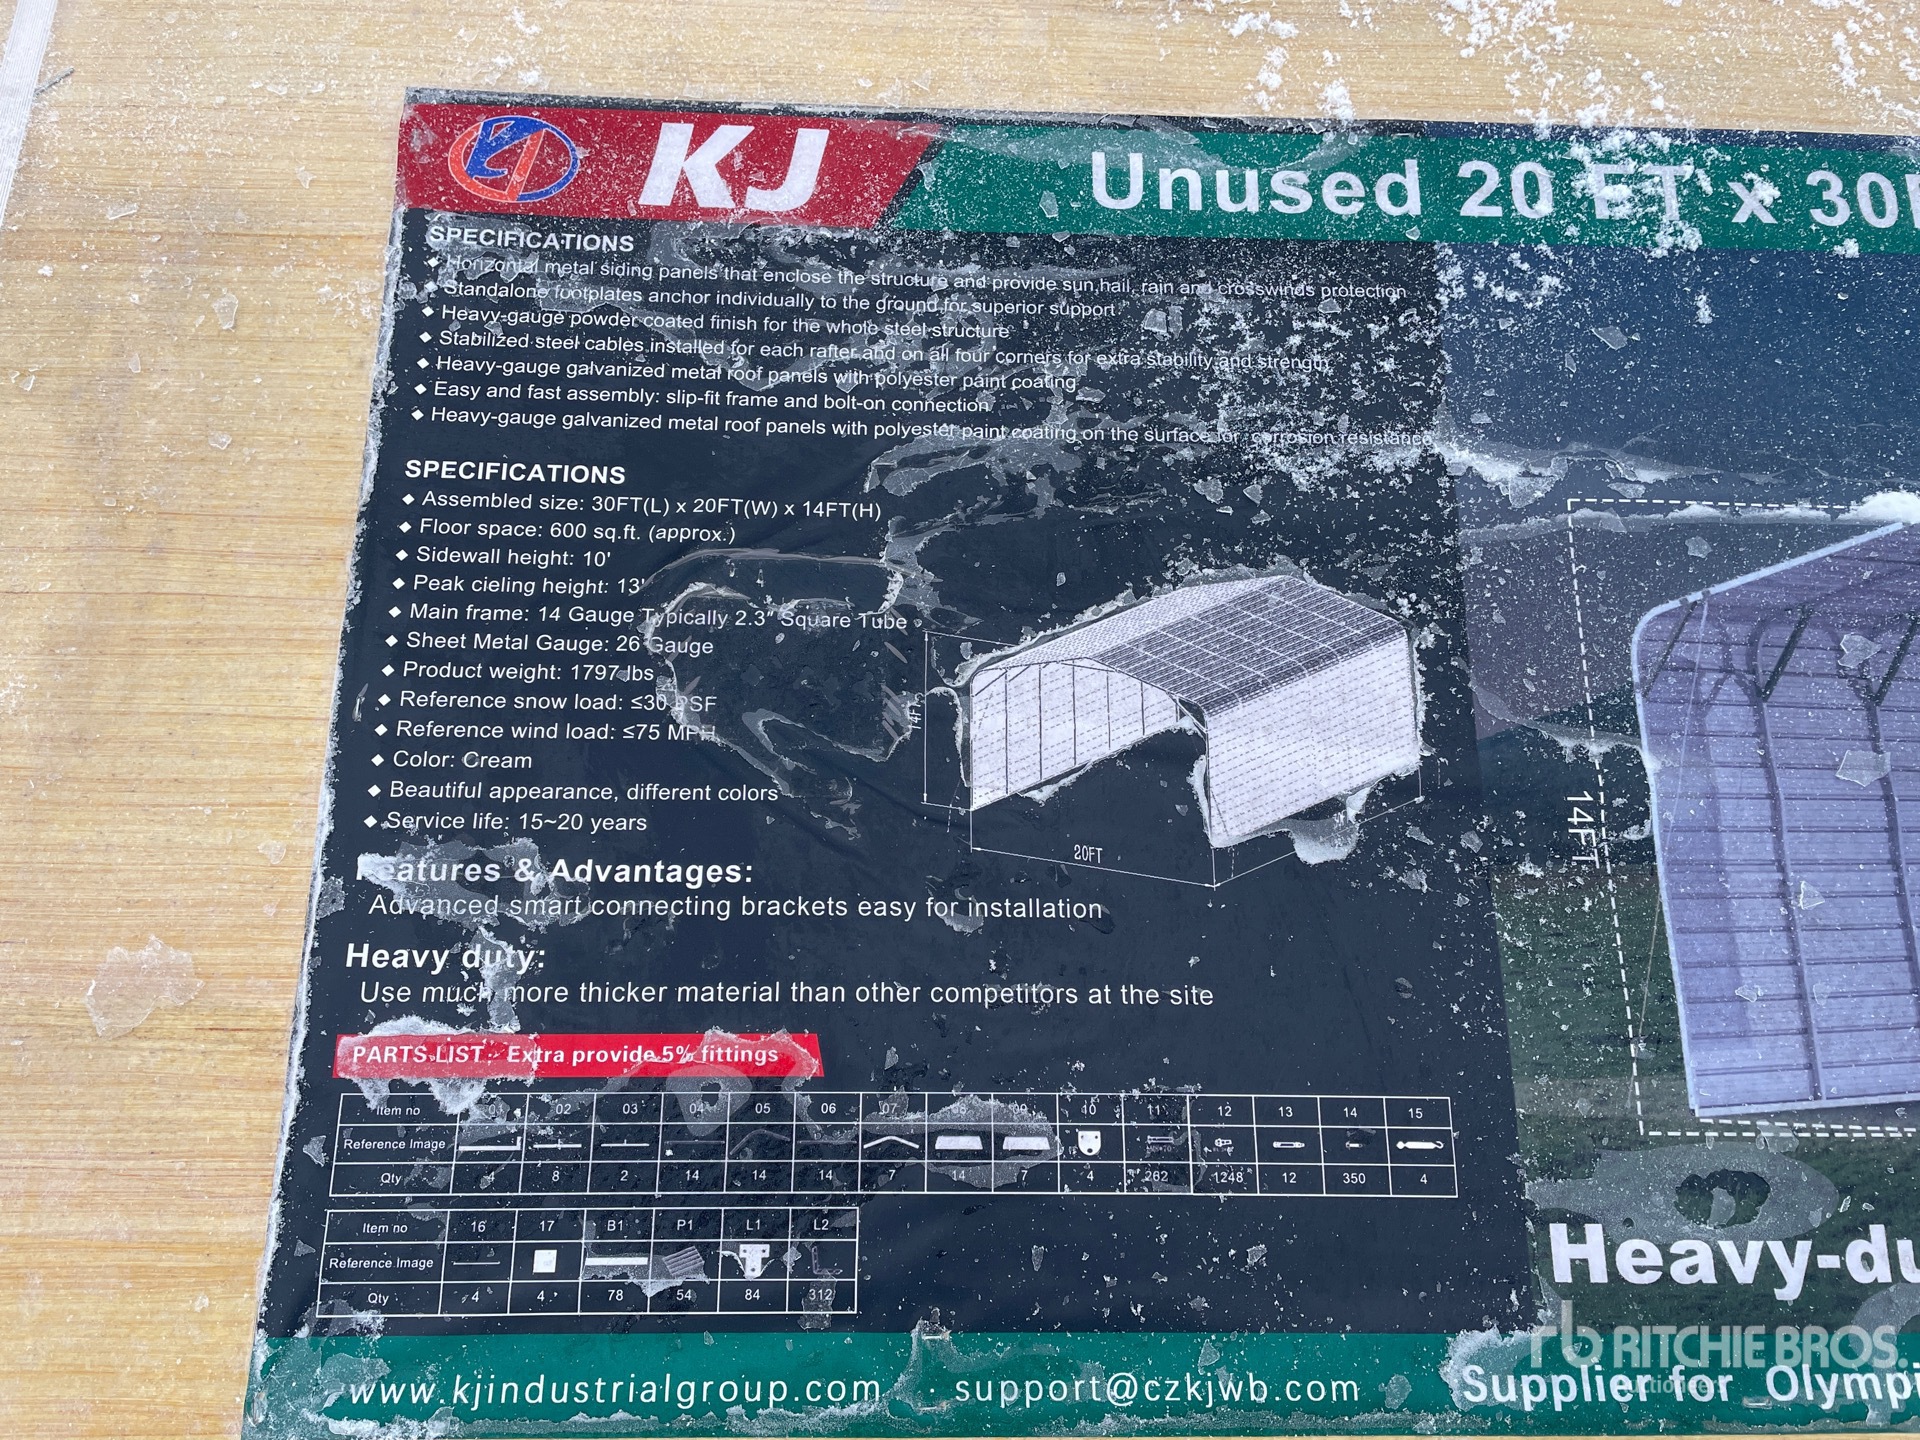 KJ
Unused 20 FT x 30
SPECIFICATIONS
◆ Horizontal metal siding panels that enclose the structure and provide sun,hail, rain and crosswinds protection
◆ Standalone footplates anchor individually to the ground for superior support
◆ Heavy-gauge powder coated finish for the whole steel structure
◆ Stabilized steel cables installed for each rafter and on all four corners for extra stability and strength
◆ Heavy-gauge galvanized metal roof panels with polyester paint coating
◆ Easy and fast assembly: slip-fit frame and bolt-on connection
◆ Heavy-gauge galvanized metal roof panels with polyester paint coating on the surface for corrosion resistance
SPECIFICATIONS
◆ Assembled size: 30FT(L) x 20FT(W) x 14FT(H)
◆ Floor space: 600 sq.ft. (approx.)
◆ Sidewall height: 10'
◆ Peak cieling height: 13'
◆ Main frame: 14 Gauge Typically 2.3" Square Tube
◆ Sheet Metal Gauge: 26 Gauge
◆ Product weight: 1797 lbs
◆ Reference snow load: ≤30 PSF
◆ Reference wind load: ≤75 MPH
◆ Color: Cream
◆ Beautiful appearance, different colors
◆ Service life: 15~20 years
14FT
20FT
14FT
Features & Advantages:
Advanced smart connecting brackets easy for installation
Heavy duty:
Use much more thicker material than other competitors at the site
PARTS LIST: Extra provide 5% fittings
Item no 01 02 03 04 05 06 07 08 09 10 11 12 13 14 15
Reference Image
Qty 4 8 2 14 14 14 7 14 7 4 262 1248 12 350 4
Item no 16 17 B1 P1 L1 L2
Reference Image
Qty 4 4 78 54 84 312
Heavy-du
www.kjindustrialgroup.com · support@czkjwb.com
Supplier for Olympi
rb RITCHIE BROS.
Auctioneers